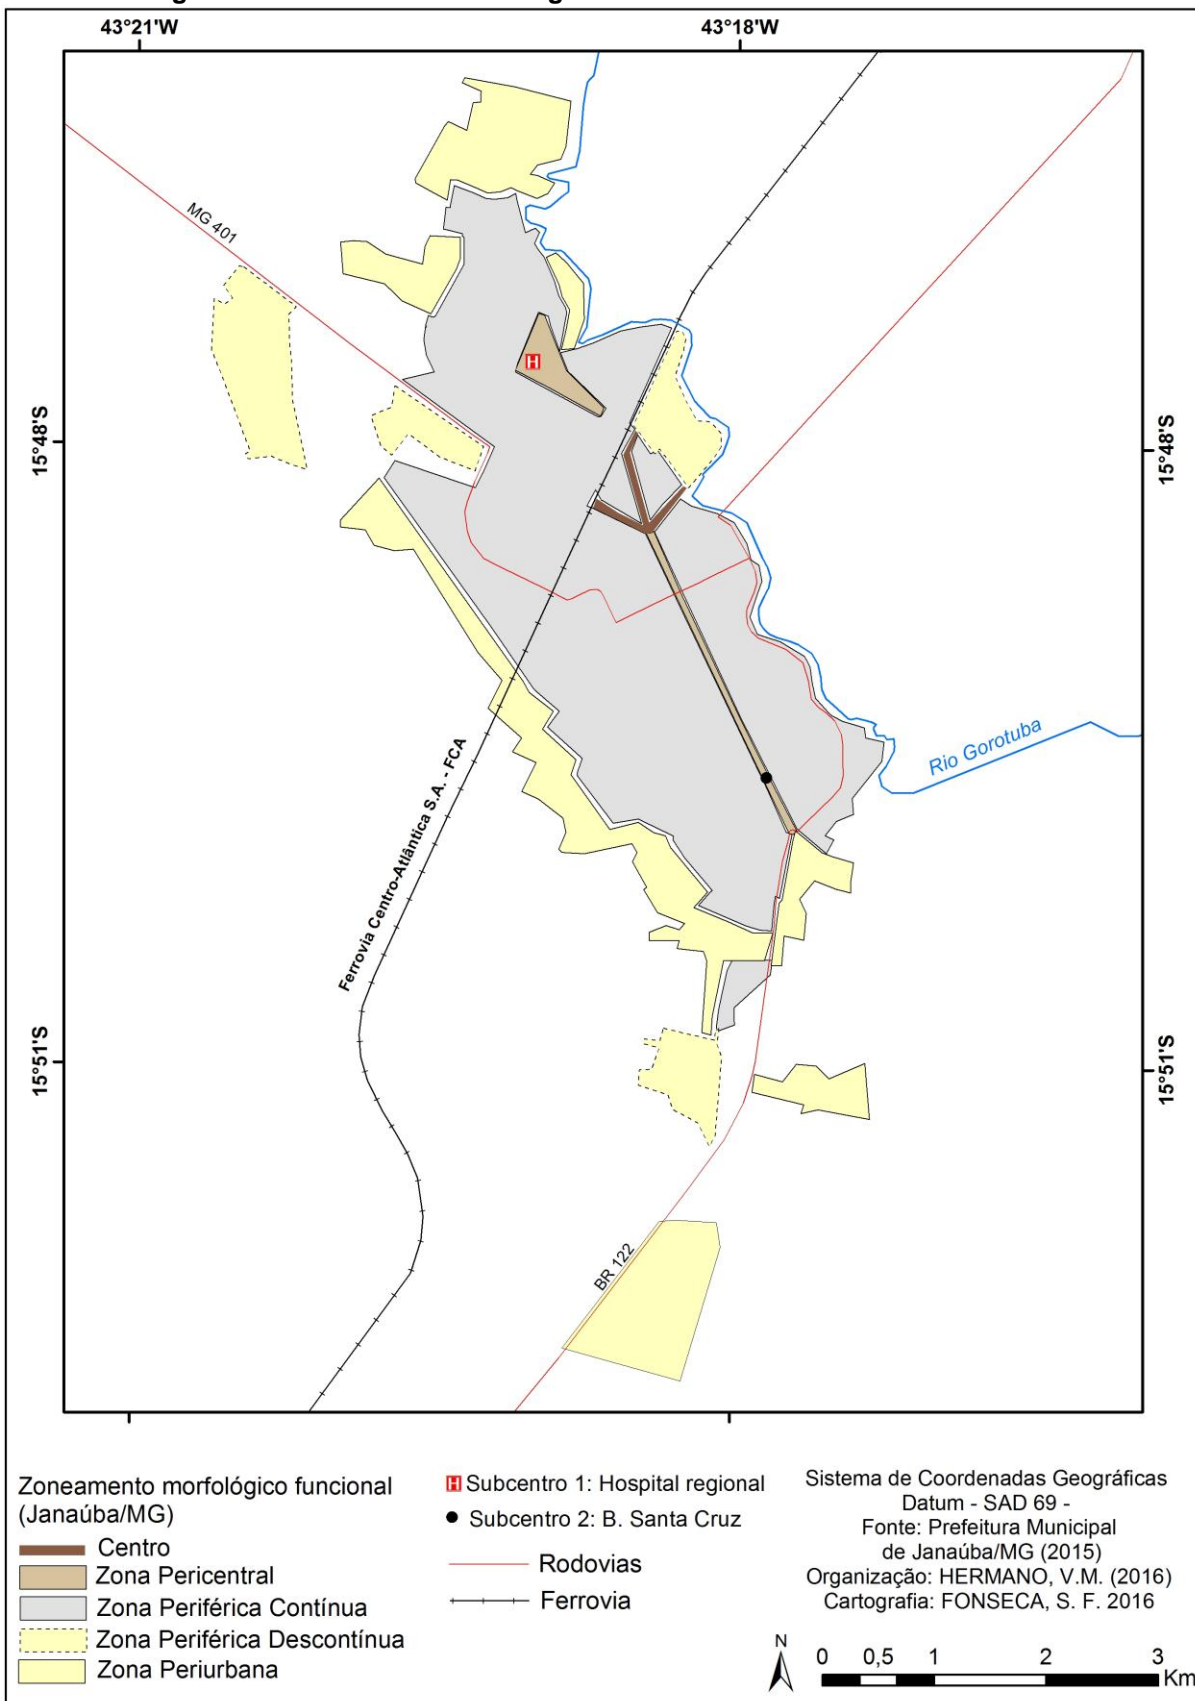 43°21'W
43°18'W
MG 401
15°48'S
15°48'S
Rio Gorotuba
Ferrovia Centro-Atlântica S.A. - FCA
15°51'S
15°51'S
BR 122
Zoneamento morfológico funcional
(Janaúba/MG)
Centro
Zona Pericentral
Zona Periférica Contínua
Zona Periférica Descontínua
Zona Periurbana
H Subcentro 1: Hospital regional
Subcentro 2: B. Santa Cruz
Rodovias
Ferrovia
Sistema de Coordenadas Geográficas
Datum - SAD 69 -
Fonte: Prefeitura Municipal
de Janaúba/MG (2015)
Organização: HERMANO, V.M. (2016)
Cartografia: FONSECA, S. F. 2016
N
0 0,5 1 2 3
Km
H